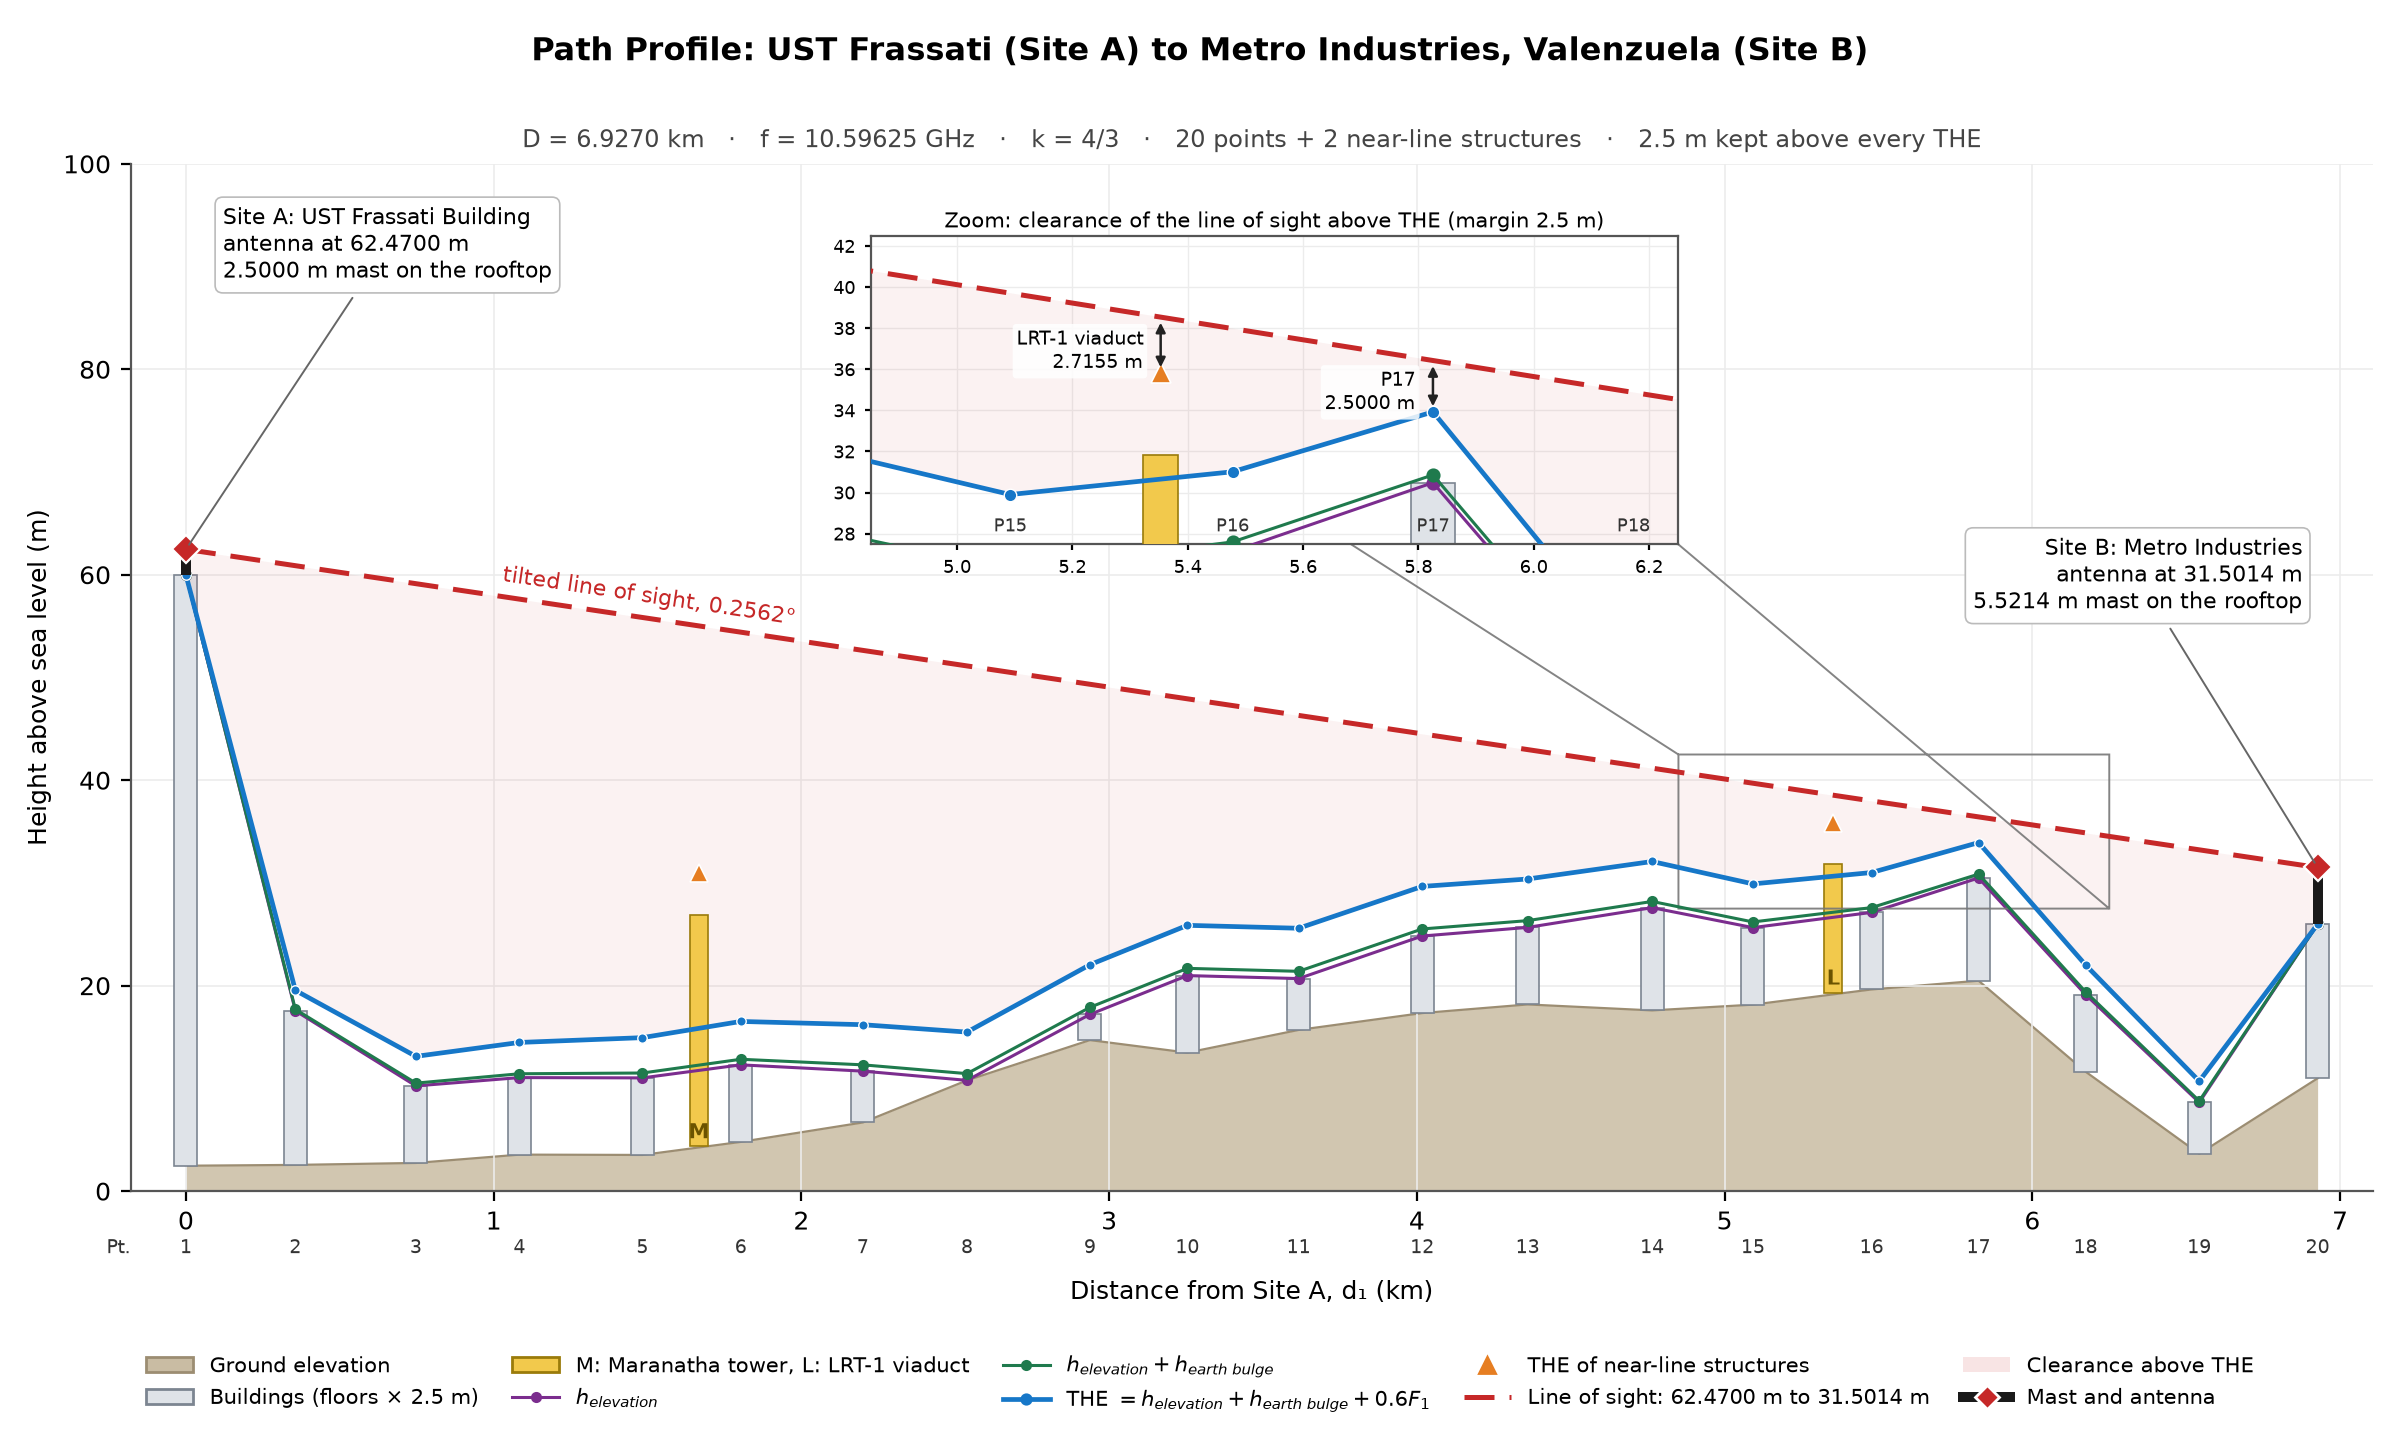 Path Profile: UST Frassati (Site A) to Metro Industries, Valenzuela (Site B)
D = 6.9270 km · f = 10.59625 GHz · k = 4/3 · 20 points + 2 near-line structures · 2.5 m kept above every THE
Height above sea level (m)
100
80
60
40
20
0
Site A: UST Frassati Building
antenna at 62.4700 m
2.5000 m mast on the rooftop
tilted line of sight, 0.2562°
Zoom: clearance of the line of sight above THE (margin 2.5 m)
42
40
38
36
34
32
30
28
LRT-1 viaduct
2.7155 m
P17
2.5000 m
P15 P16 P17 P18
5.0 5.2 5.4 5.6 5.8 6.0 6.2
Site B: Metro Industries
antenna at 31.5014 m
5.5214 m mast on the rooftop
M
L
0 1 2 3 4 5 6 7
Pt. 1 2 3 4 5 6 7 8 9 10 11 12 13 14 15 16 17 18 19 20
Distance from Site A, d₁ (km)
Ground elevation
Buildings (floors × 2.5 m)
M: Maranatha tower, L: LRT-1 viaduct
h elevation
h elevation + h earth bulge
THE = h elevation + h earth bulge + 0.6F₁
THE of near-line structures
Line of sight: 62.4700 m to 31.5014 m
Clearance above THE
Mast and antenna